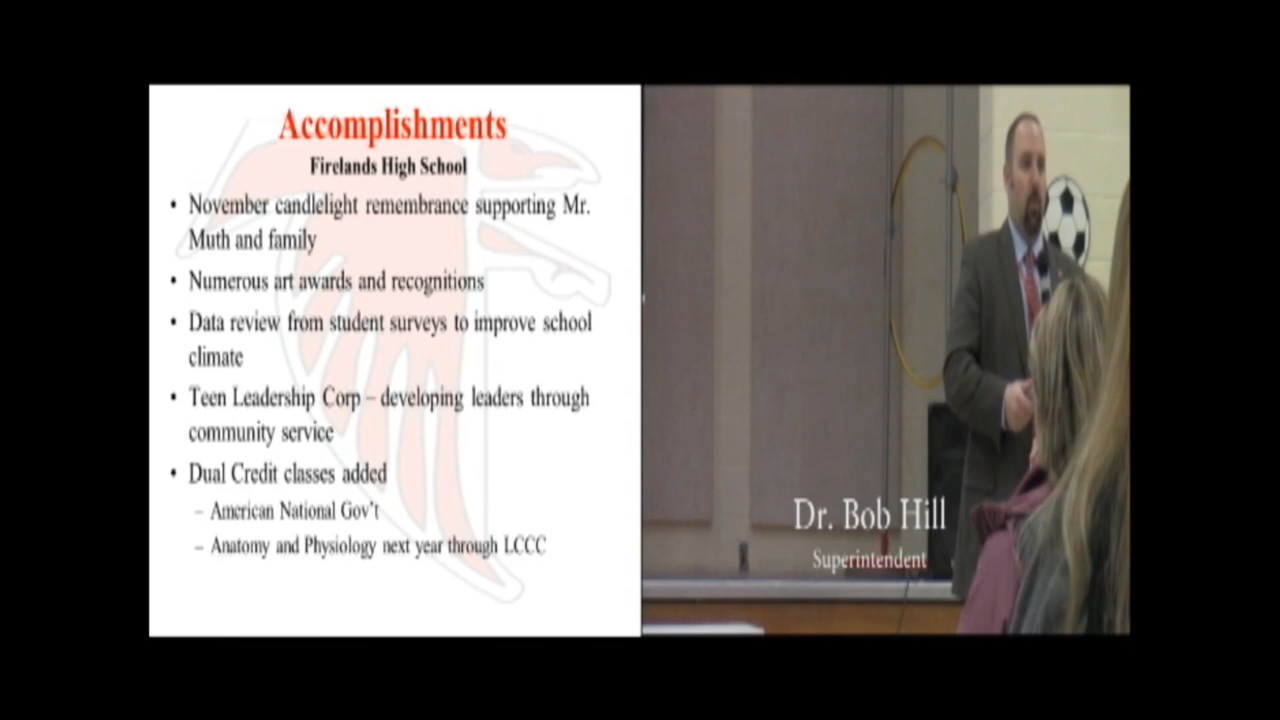 Accomplishments
Firelands High School
• November candlelight remembrance supporting Mr.
Muth and family
• Numerous art awards and recognitions
• Data review from student surveys to improve school
climate
• Teen Leadership Corp – developing leaders through
community service
• Dual Credit classes added
– American National Gov't
– Anatomy and Physiology next year through LCCC
Dr. Bob Hill
Superintendent